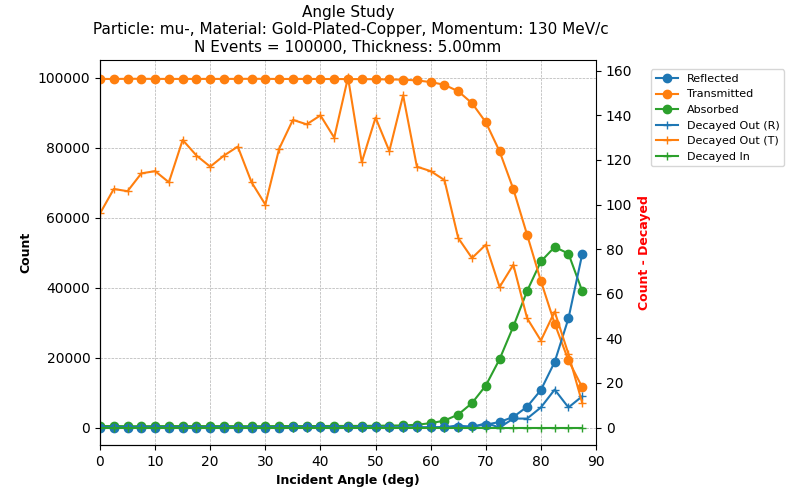 Angle Study
Particle: mu-, Material: Gold-Plated-Copper, Momentum: 130 MeV/c
N Events = 100000, Thickness: 5.00mm
100000
80000
60000
40000
20000
0
Count
0 10 20 30 40 50 60 70 80 90
Incident Angle (deg)
160
140
120
100
80
60
40
20
0
Count - Decayed
Reflected
Transmitted
Absorbed
Decayed Out (R)
Decayed Out (T)
Decayed In